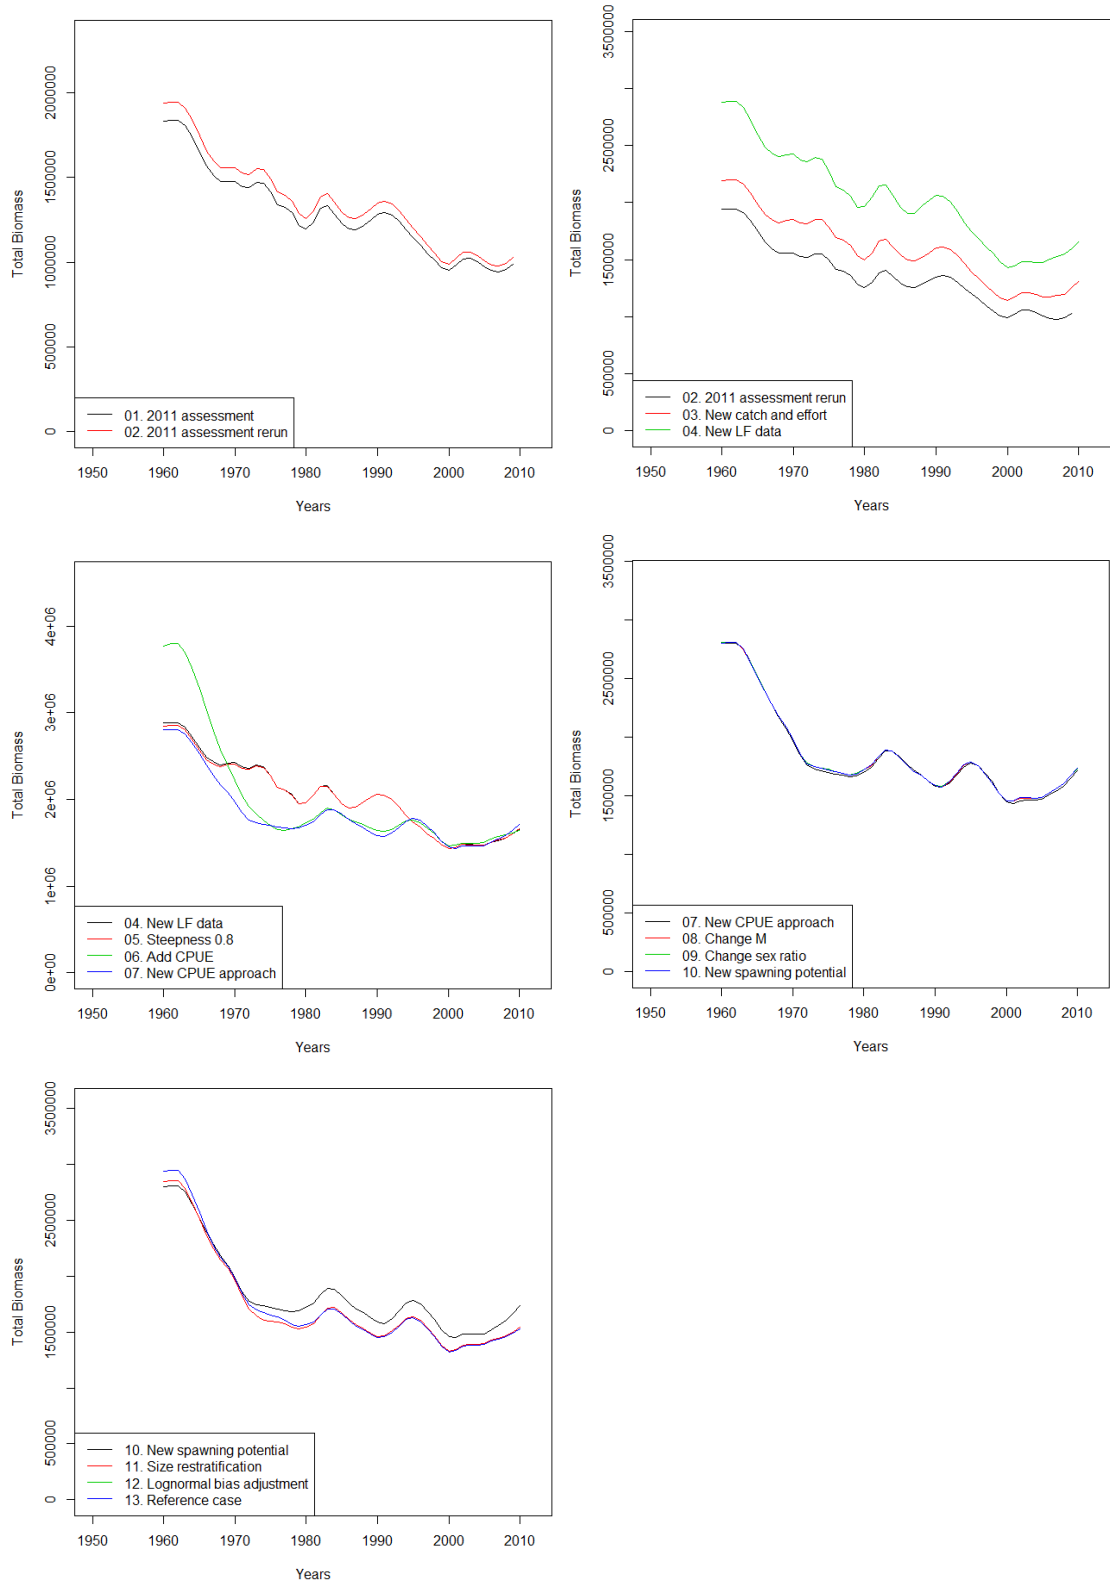 2000000
1500000
1000000
500000
0
Total Biomass
01. 2011 assessment
02. 2011 assessment rerun
1950 1960 1970 1980 1990 2000 2010
Years
3500000
2500000
1500000
500000
0
Total Biomass
02. 2011 assessment rerun
03. New catch and effort
04. New LF data
1950 1960 1970 1980 1990 2000 2010
Years
4e+06
3e+06
2e+06
1e+06
0e+00
Total Biomass
04. New LF data
05. Steepness 0.8
06. Add CPUE
07. New CPUE approach
1950 1960 1970 1980 1990 2000 2010
Years
3500000
2500000
1500000
500000
0
Total Biomass
07. New CPUE approach
08. Change M
09. Change sex ratio
10. New spawning potential
1950 1960 1970 1980 1990 2000 2010
Years
3500000
2500000
1500000
500000
0
Total Biomass
10. New spawning potential
11. Size restratification
12. Lognormal bias adjustment
13. Reference case
1950 1960 1970 1980 1990 2000 2010
Years